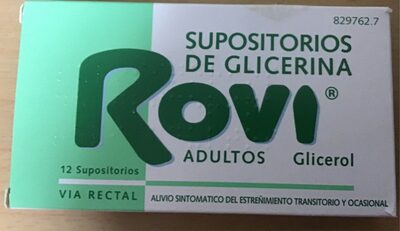 829762.7
SUPOSITORIOS
DE GLICERINA
ROVI®
ADULTOS Glicerol
12 Supositorios
VIA RECTAL
ALIVIO SINTOMATICO DEL ESTREÑIMIENTO TRANSITORIO Y OCASIONAL